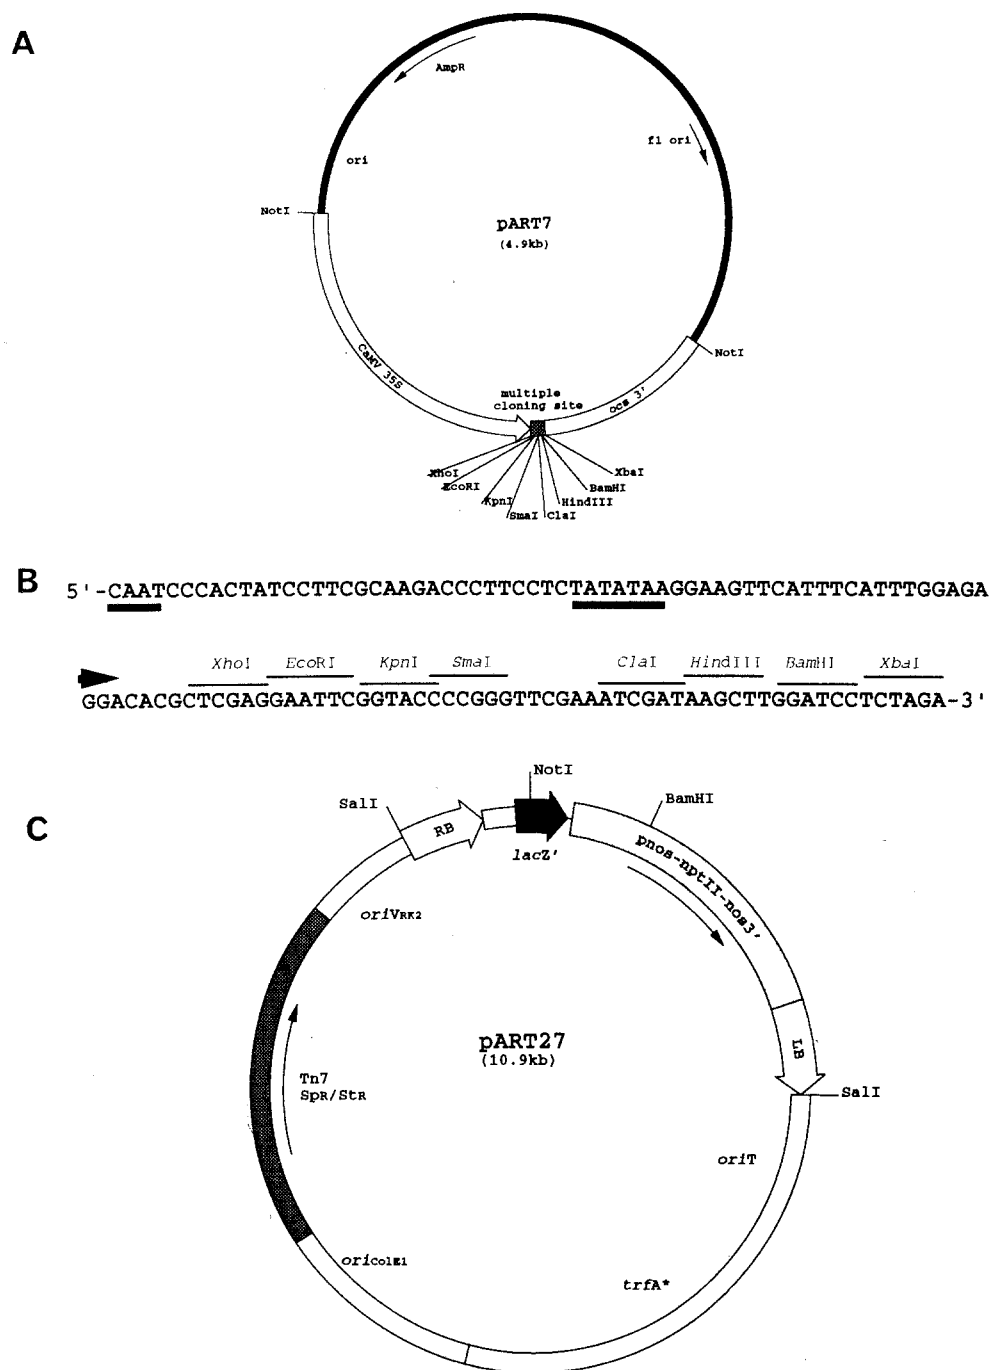 A
AmpR
f1 ori
ori
NotI
pART7
(4.9kb)
NotI
CaMV 35S
multiple
cloning site
ocs 3'
XhoI
XbaI
EcoRI
BamHI
KpnI
HindIII
SmaI
ClaI
B
5'-CAATCCCACTATCCTTCGCAAGACCCTTCCTCTATATAAGGAAGTTCATTTCATTTGGAGA
XhoI EcoRI KpnI SmaI ClaI HindIII BamHI XbaI
GGACACGCTCGAGGAATTCGGTACCCCGGGTTCGAAATCGATAAGCTTGGATCCTCTAGA-3'
C
NotI
SalI
BamHI
RB
lacZ'
pnos-nptII-nos3'
oriVRK2
pART27
(10.9kb)
LB
Tn7
SpR/StR
SalI
oriT
oriColE1
trfA*